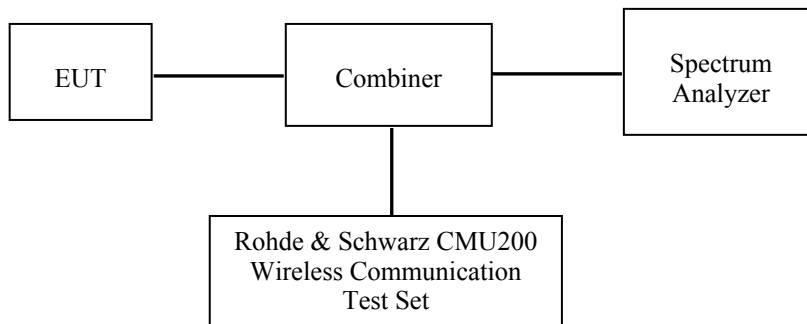 EUT
Combiner
Spectrum
Analyzer
Rohde & Schwarz CMU200
Wireless Communication
Test Set